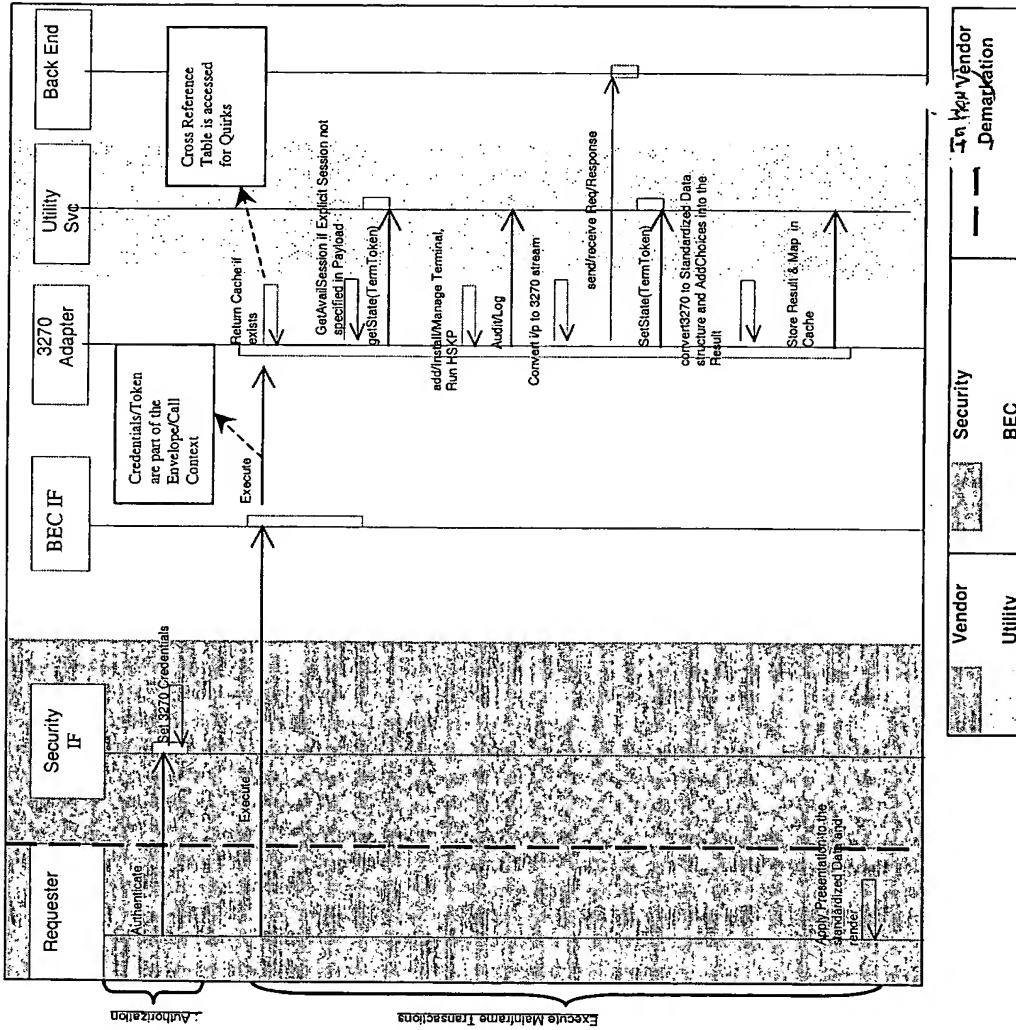 Requester
Security
IF
BEC IF
3270
Adapter
Utility
Svc
Back End
: Authorization
Authenticate
Set 3270 Credentials
Credentials/Token
are part of the
Envelope/Call
Context
Cross Reference
Table is accessed
for Quirks
Execute Mainframe Transactions
Execute
Execute
Return Cache if
exists
GetAvailSession if Explicit Session not
specified in Payload
getState(TermToken)
add/Install/Manage Terminal,
Run HSXP
Audit/Log
Convert i/p to 3270 stream
send/receive Req/Response
SetState(TermToken)
convert3270 to Standardized Data
structure and AddChoices into the
Result
Store Result & Map in
Cache
Apply Presentation to the
standardized Data and
render
Vendor
Security
Vendor
Demarkation
Utility
BEC